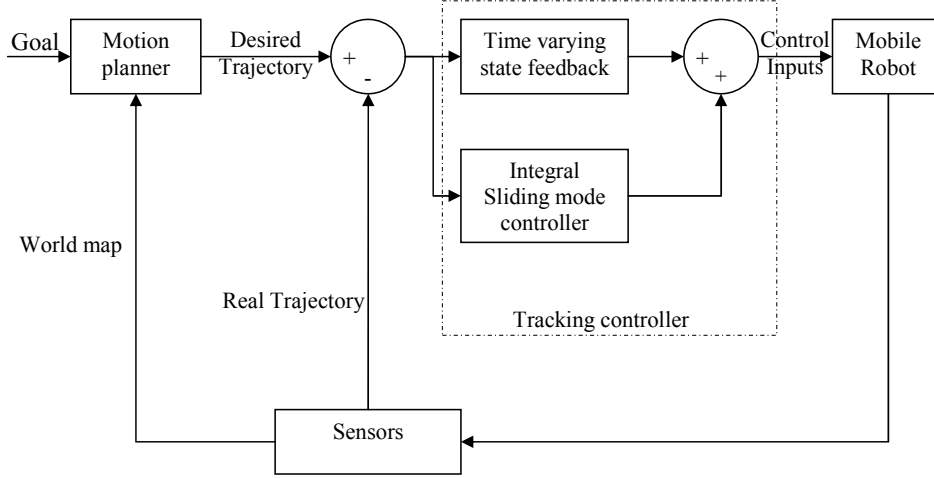 Goal
Motion
planner
Desired
Trajectory
+
-
Time varying
state feedback
+
+
Control
Inputs
Mobile
Robot
Integral
Sliding mode
controller
World map
Real Trajectory
Tracking controller
Sensors